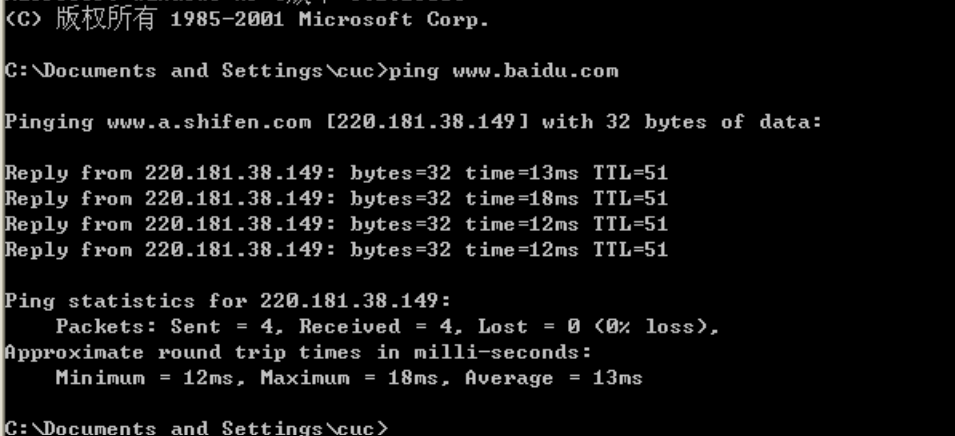 (C) 版权所有 1985-2001 Microsoft Corp.
C:\Documents and Settings\cuc>ping www.baidu.com
Pinging www.a.shifen.com [220.181.38.149] with 32 bytes of data:
Reply from 220.181.38.149: bytes=32 time=13ms TTL=51
Reply from 220.181.38.149: bytes=32 time=18ms TTL=51
Reply from 220.181.38.149: bytes=32 time=12ms TTL=51
Reply from 220.181.38.149: bytes=32 time=12ms TTL=51
Ping statistics for 220.181.38.149:
Packets: Sent = 4, Received = 4, Lost = 0 (0% loss),
Approximate round trip times in milli-seconds:
Minimum = 12ms, Maximum = 18ms, Average = 13ms
C:\Documents and Settings\cuc>